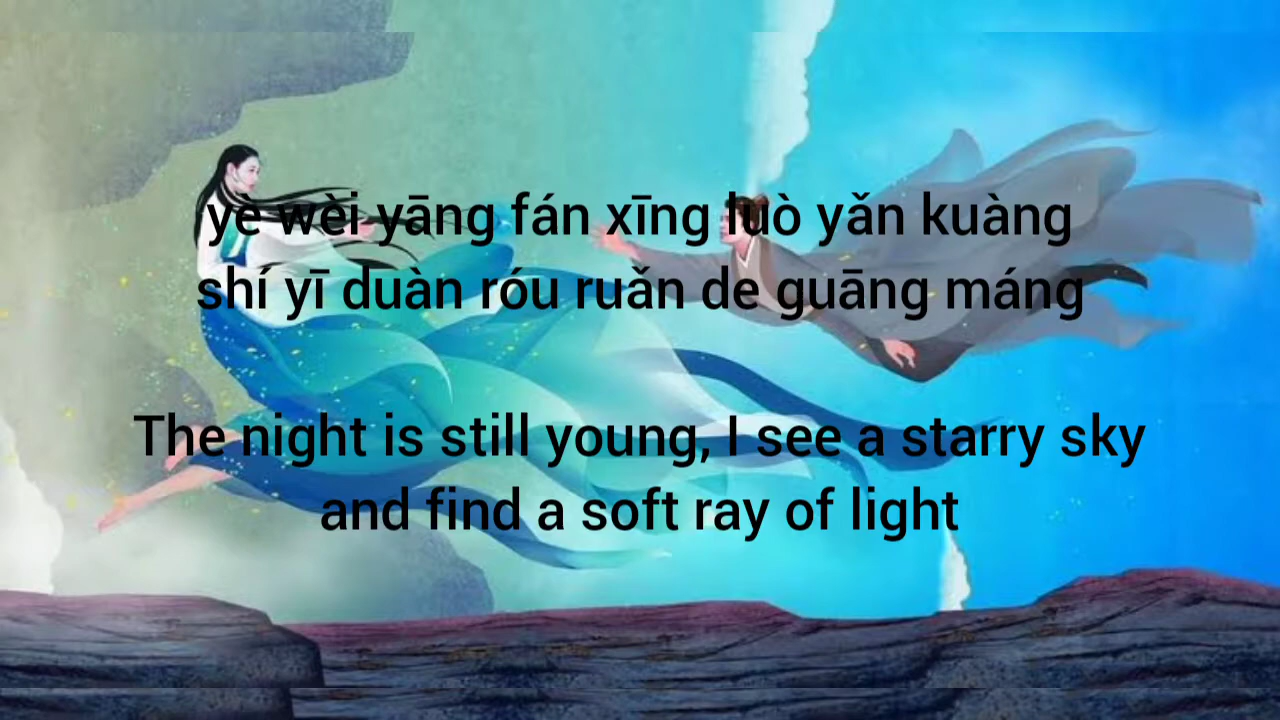 yè wèi yāng fán xīng luò yǎn kuàng
shí yī duàn róu ruǎn de guāng máng
The night is still young, I see a starry sky
and find a soft ray of light